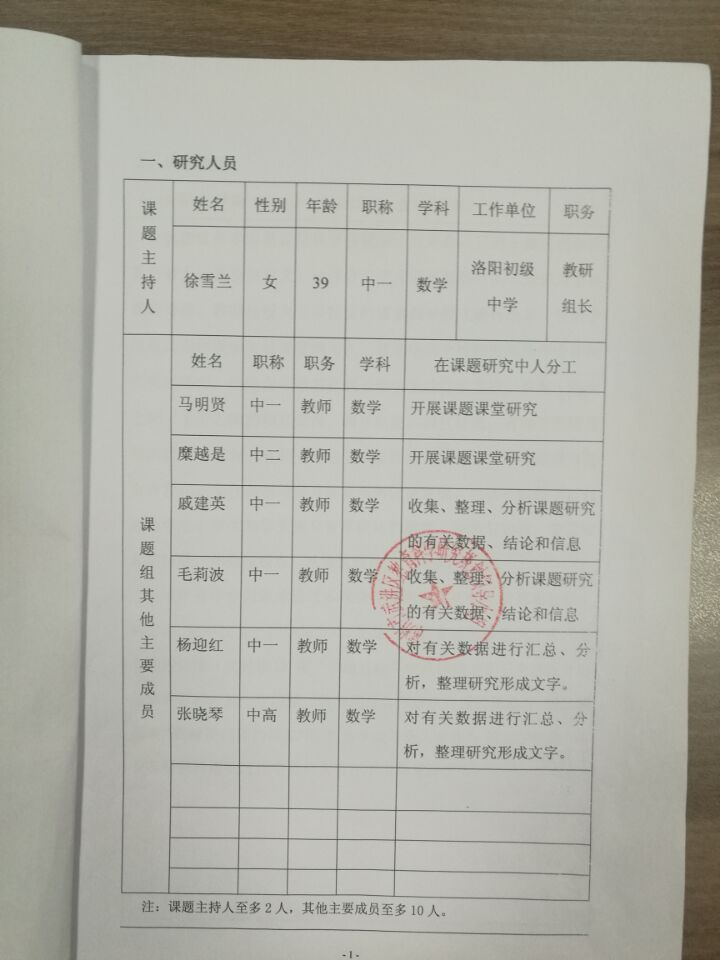 一、研究人员
课题主持人
姓名 性别 年龄 职称 学科 工作单位 职务
徐雪兰 女 39 中一 数学 洛阳初级 教研
中学 组长
课题组其他主要成员
姓名 职称 职务 学科 在课题研究中人分工
马明贤 中一 教师 数学 开展课题课堂研究
糜越是 中二 教师 数学 开展课题课堂研究
戚建英 中一 教师 数学 收集、整理、分析课题研究
的有关数据、结论和信息
毛莉波 中一 教师 数学 收集、整理、分析课题研究
的有关数据、结论和信息
杨迎红 中一 教师 数学 对有关数据进行汇总、分
析，整理研究形成文字。
张晓琴 中高 教师 数学 对有关数据进行汇总、分
析，整理研究形成文字。
注：课题主持人至多2人，其他主要成员至多10人。
- 1 -